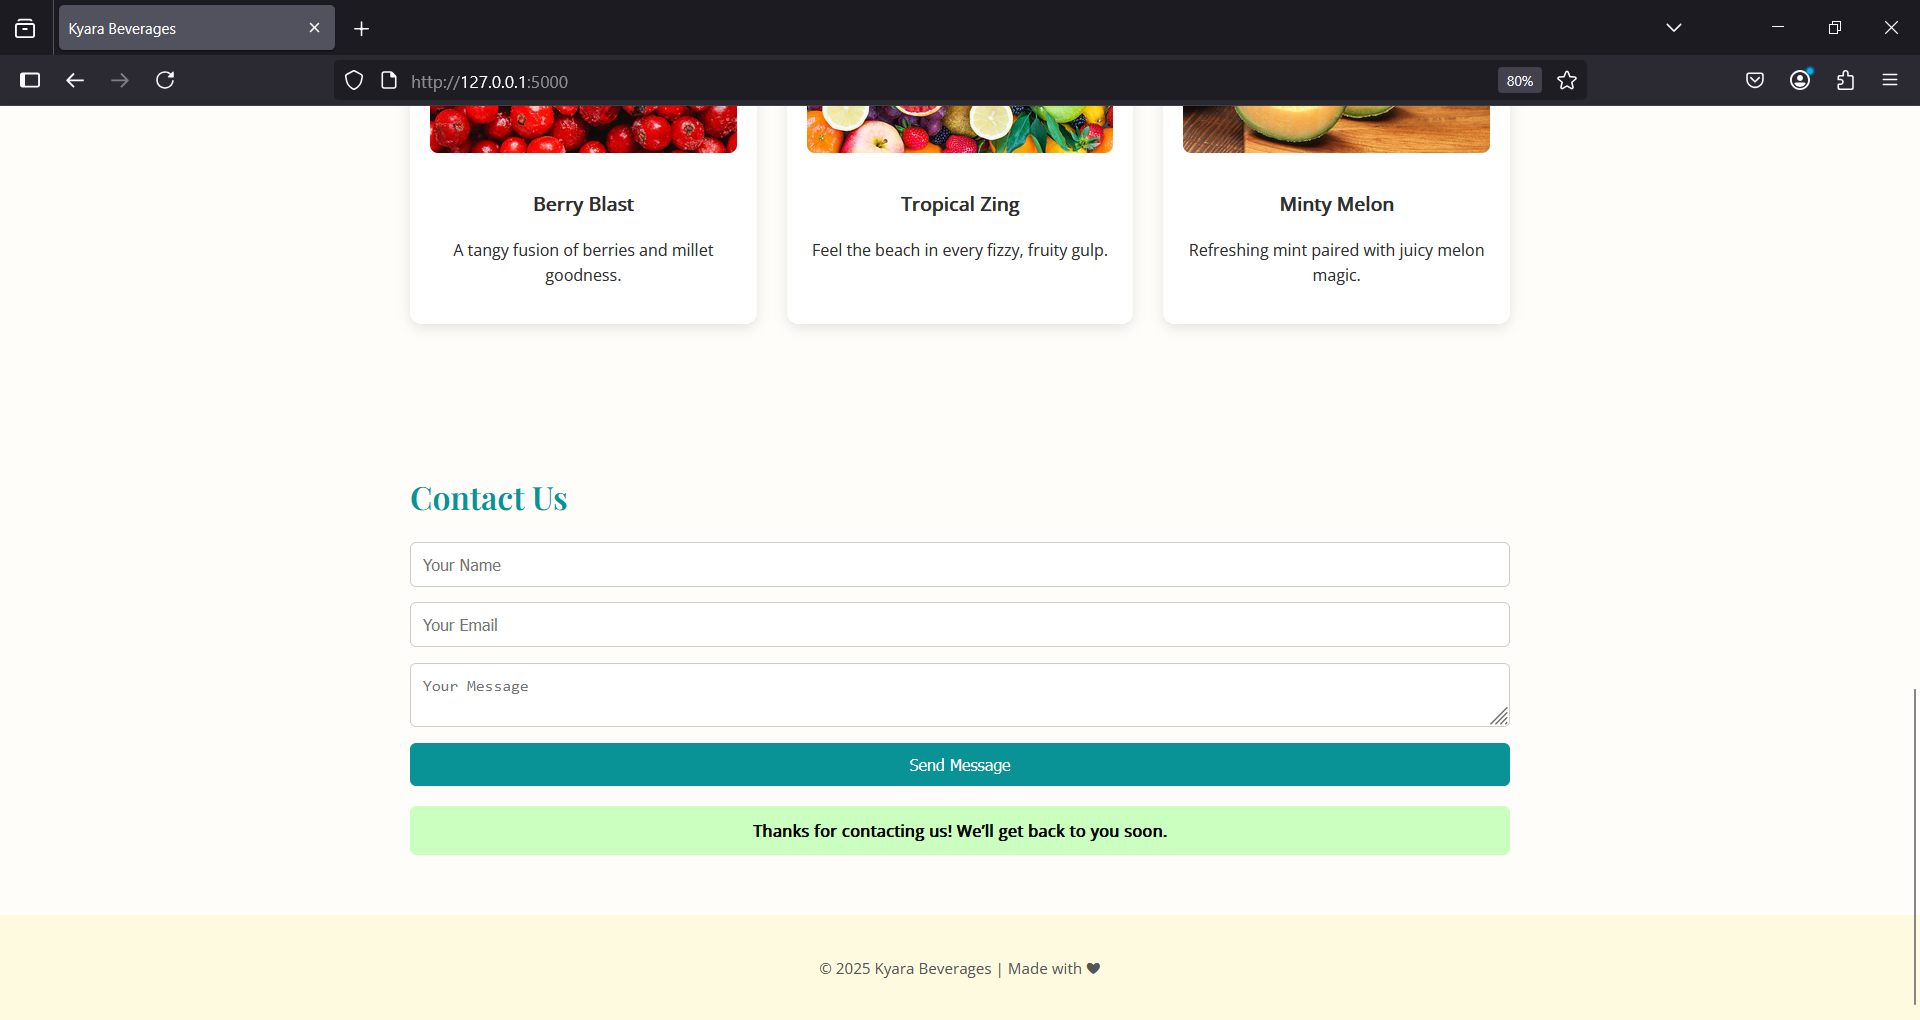 Kyara Beverages
http://127.0.0.1:5000
80%
Berry Blast
A tangy fusion of berries and millet
goodness.
Tropical Zing
Feel the beach in every fizzy, fruity gulp.
Minty Melon
Refreshing mint paired with juicy melon
magic.
Contact Us
Your Name
Your Email
Your Message
Send Message
Thanks for contacting us! We’ll get back to you soon.
© 2025 Kyara Beverages | Made with ♥